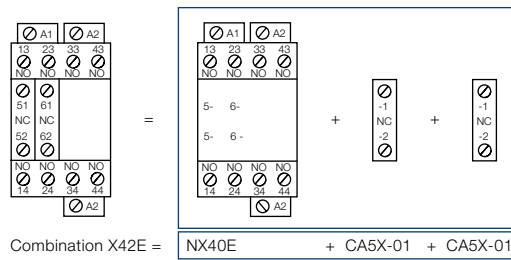 A1 A2 A1 A2
13 23 33 43 13 23 33 43
NO NO NO NO NO NO NO NO
51 61 5- 6- -1 -1
NC NC = + NC + NC
52 62 5- 6 - -2 -2
NO NO NO NO NO NO NO NO
14 24 34 44 14 24 34 44
A2 A2
Combination X42E = NX40E + CA5X-01 + CA5X-01